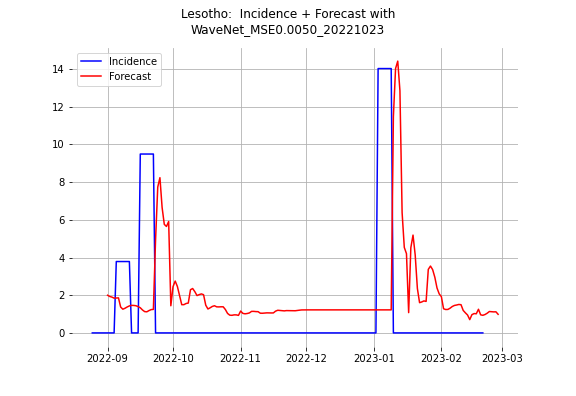 Lesotho:  Incidence + Forecast with
WaveNet_MSE0.0050_20221023
Incidence
Forecast
14
12
10
8
6
4
2
0
2022-09 2022-10 2022-11 2022-12 2023-01 2023-02 2023-03